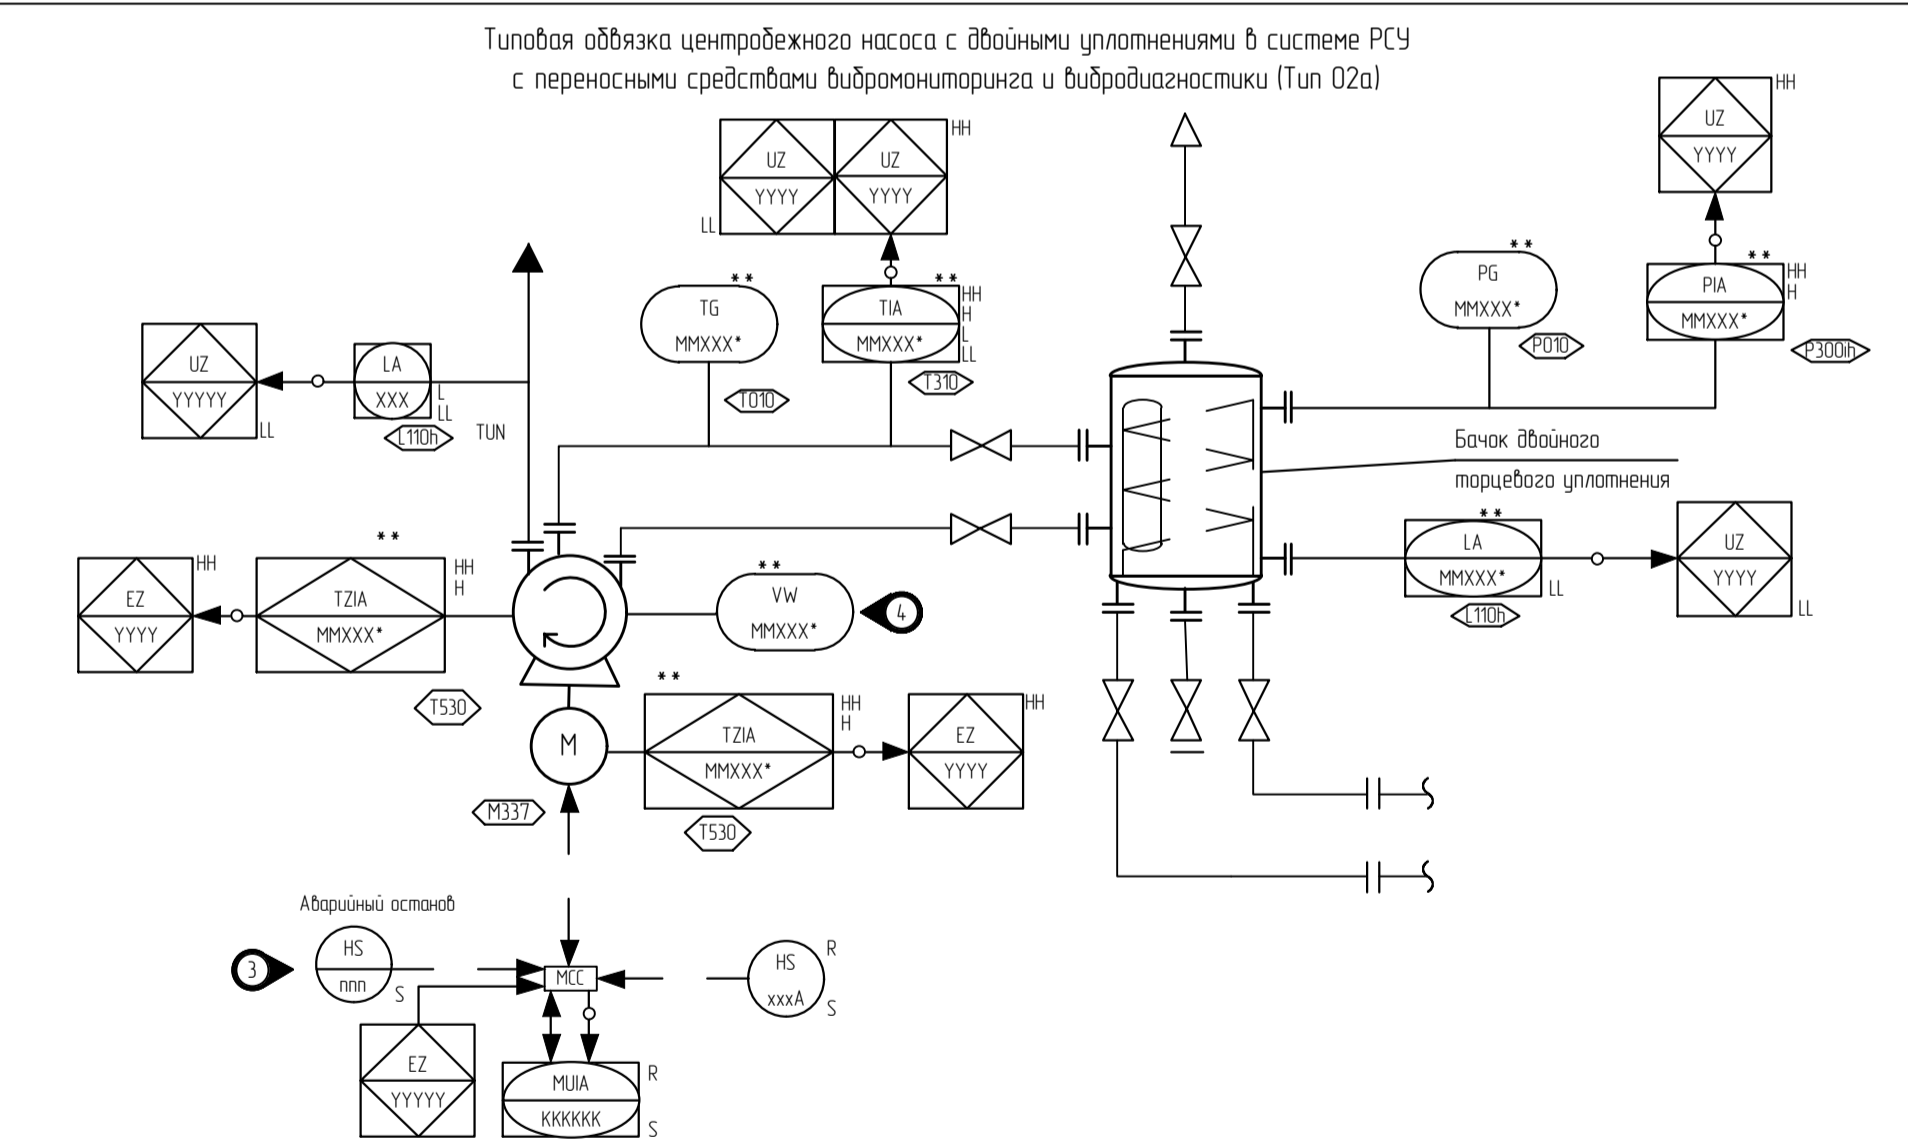 Типовая обвязка центробежного насоса с двойными уплотнениями в системе РСУ
с переносными средствами вибромониторинга и вибродиагностики (Тип 02а)
UZ
YYYY
LL
UZ
YYYY
HH
UZ
YYYY
HH
**
TG
MMXXX*
T010
**
TIA
MMXXX*
HH
H
L
LL
T310
**
PG
MMXXX*
P010
**
PIA
MMXXX*
HH
H
P300ih
UZ
YYYYY
LL
LA
XXX
L
LL
L110h
TUN
Бачок двойного
торцевого уплотнения
**
LA
MMXXX*
LL
L110h
UZ
YYYY
LL
EZ
YYYY
HH
**
TZIA
MMXXX*
HH
H
T530
**
VW
MMXXX*
4
M
M337
**
TZIA
MMXXX*
HH
H
T530
EZ
YYYY
HH
Аварийный останов
3
HS
nnn
S
MCC
HS
xxxA
R
S
EZ
YYYYY
MUIA
KKKKKK
R
S